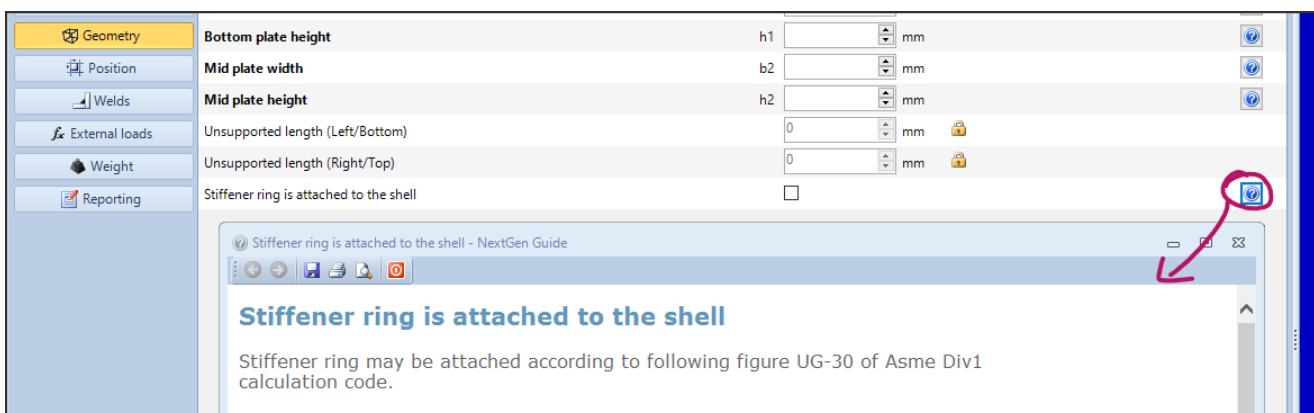 Geometry
Bottom plate height h1 mm
Position
Mid plate width b2 mm
Welds
Mid plate height h2 mm
fx External loads
Unsupported length (Left/Bottom) 0 mm
Weight
Unsupported length (Right/Top) 0 mm
Reporting
Stiffener ring is attached to the shell
Stiffener ring is attached to the shell - NextGen Guide
Stiffener ring is attached to the shell
Stiffener ring may be attached according to following figure UG-30 of Asme Div1
calculation code.